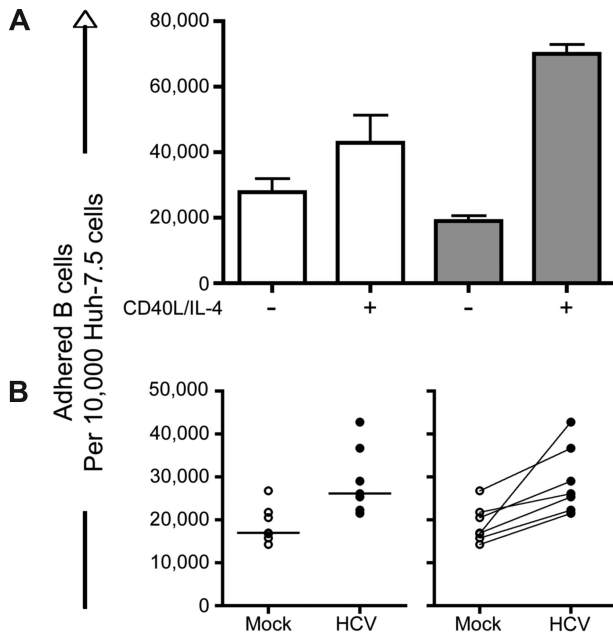 A
80,000
60,000
40,000
20,000
0
CD40L/IL-4 - + - +
Adhered B cells
Per 10,000 Huh-7.5 cells
B
50,000
40,000
30,000
20,000
10,000
0
Mock HCV Mock HCV